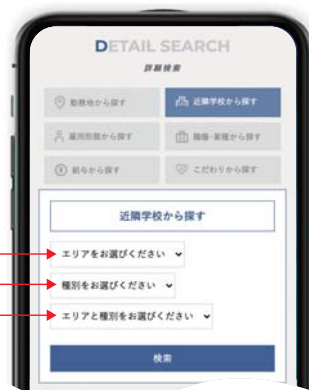 DETAIL SEARCH
詳細検索
勤務地から探す
近隣学校から探す
雇用形態から探す
職種・業種から探す
給与から探す
こだわりから探す
近隣学校から探す
エリアをお選びください
種別をお選びください
エリアと種別をお選びください
検索